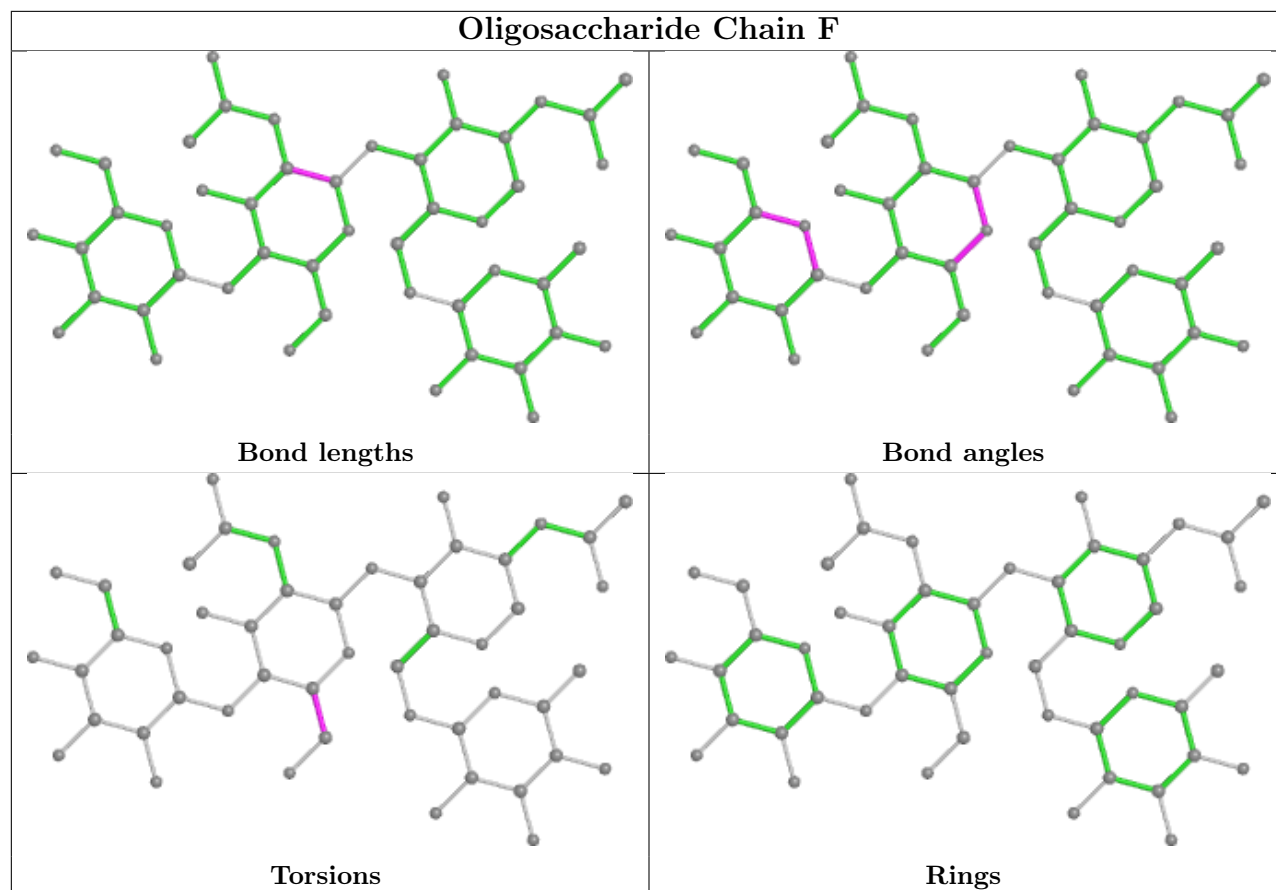 Oligosaccharide Chain F
Bond lengths
Bond angles
Torsions
Rings